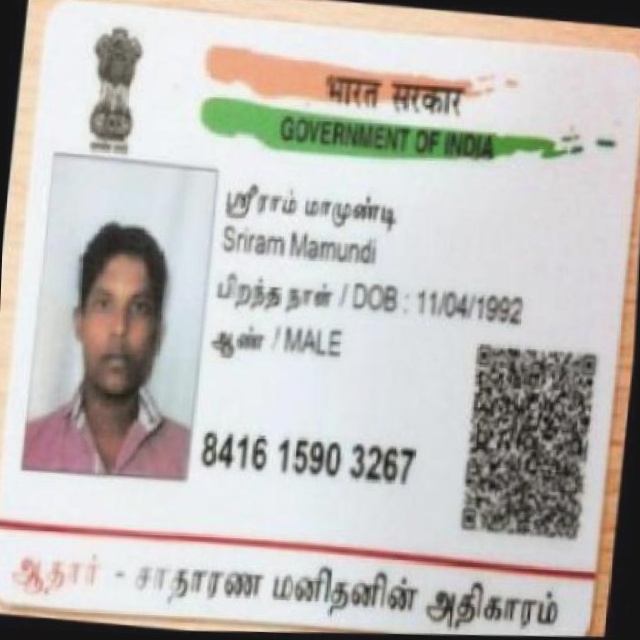 भारत सरकार
GOVERNMENT OF INDIA
ஸ்ரீராம் மாமுண்டி
Sriram Mamundi
பிறந்த நாள் / DOB : 11/04/1992
ஆண் / MALE
8416 1590 3267
ஆதார் - சாதாரண மனிதனின் அதிகாரம்